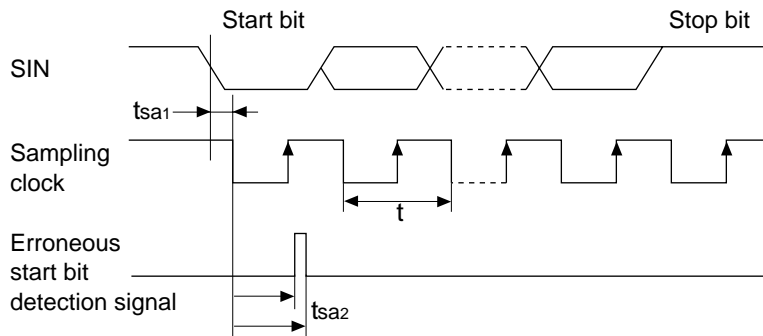 Start bit
Stop bit
SIN
tsa1
Sampling
clock
t
Erroneous
start bit
detection signal
tsa2